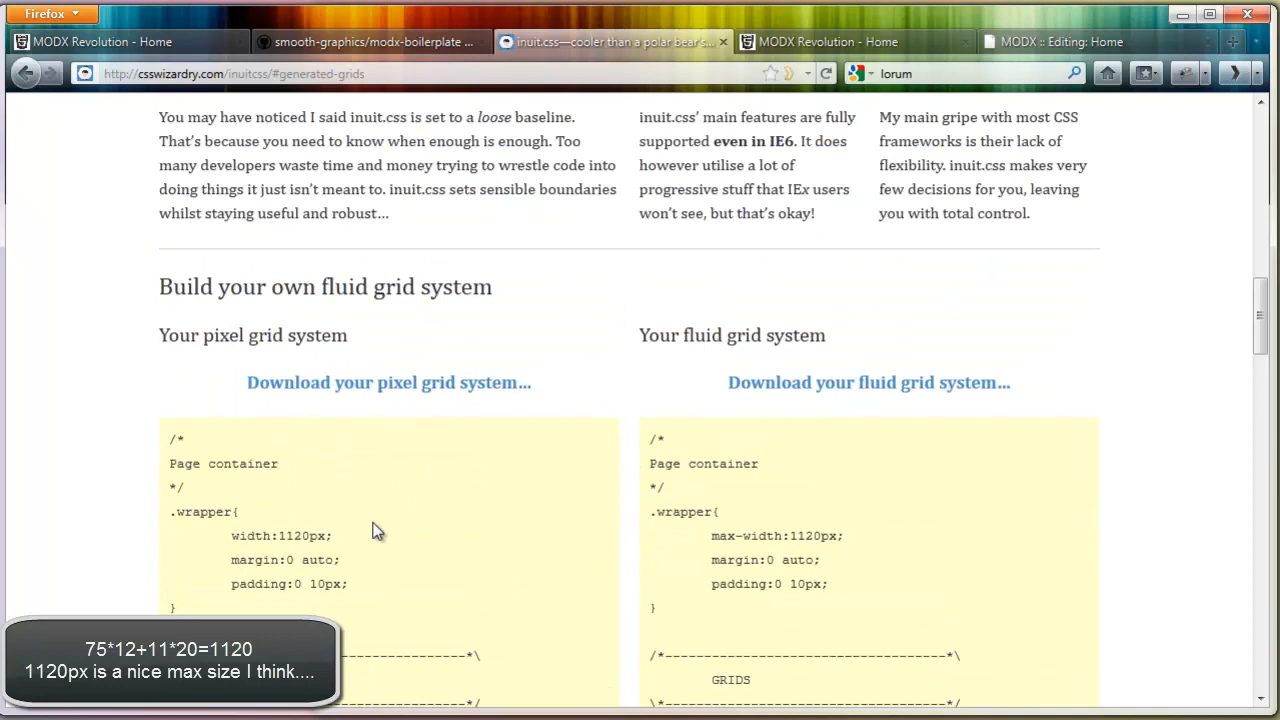 Firefox
MODX Revolution - Home
smooth-graphics/modx-boilerplate ...
inuit.css—cooler than a polar bear's...
MODX Revolution - Home
MODX :: Editing: Home
http://csswizardry.com/inuitcss/#generated-grids
lorum
You may have noticed I said inuit.css is set to a loose baseline.
That's because you need to know when enough is enough. Too
many developers waste time and money trying to wrestle code into
doing things it just isn't meant to. inuit.css sets sensible boundaries
whilst staying useful and robust…
inuit.css' main features are fully
supported even in IE6. It does
however utilise a lot of
progressive stuff that IEx users
won't see, but that's okay!
My main gripe with most CSS
frameworks is their lack of
flexibility. inuit.css makes very
few decisions for you, leaving
you with total control.
Build your own fluid grid system
Your pixel grid system
Download your pixel grid system…
/*
Page container
*/
.wrapper{
width:1120px;
margin:0 auto;
padding:0 10px;
}
-----------------*\
-----------------*/
Your fluid grid system
Download your fluid grid system…
/*
Page container
*/
.wrapper{
max-width:1120px;
margin:0 auto;
padding:0 10px;
}
/*------------------------------------*\
GRIDS
\*------------------------------------*/
75*12+11*20=1120
1120px is a nice max size I think....